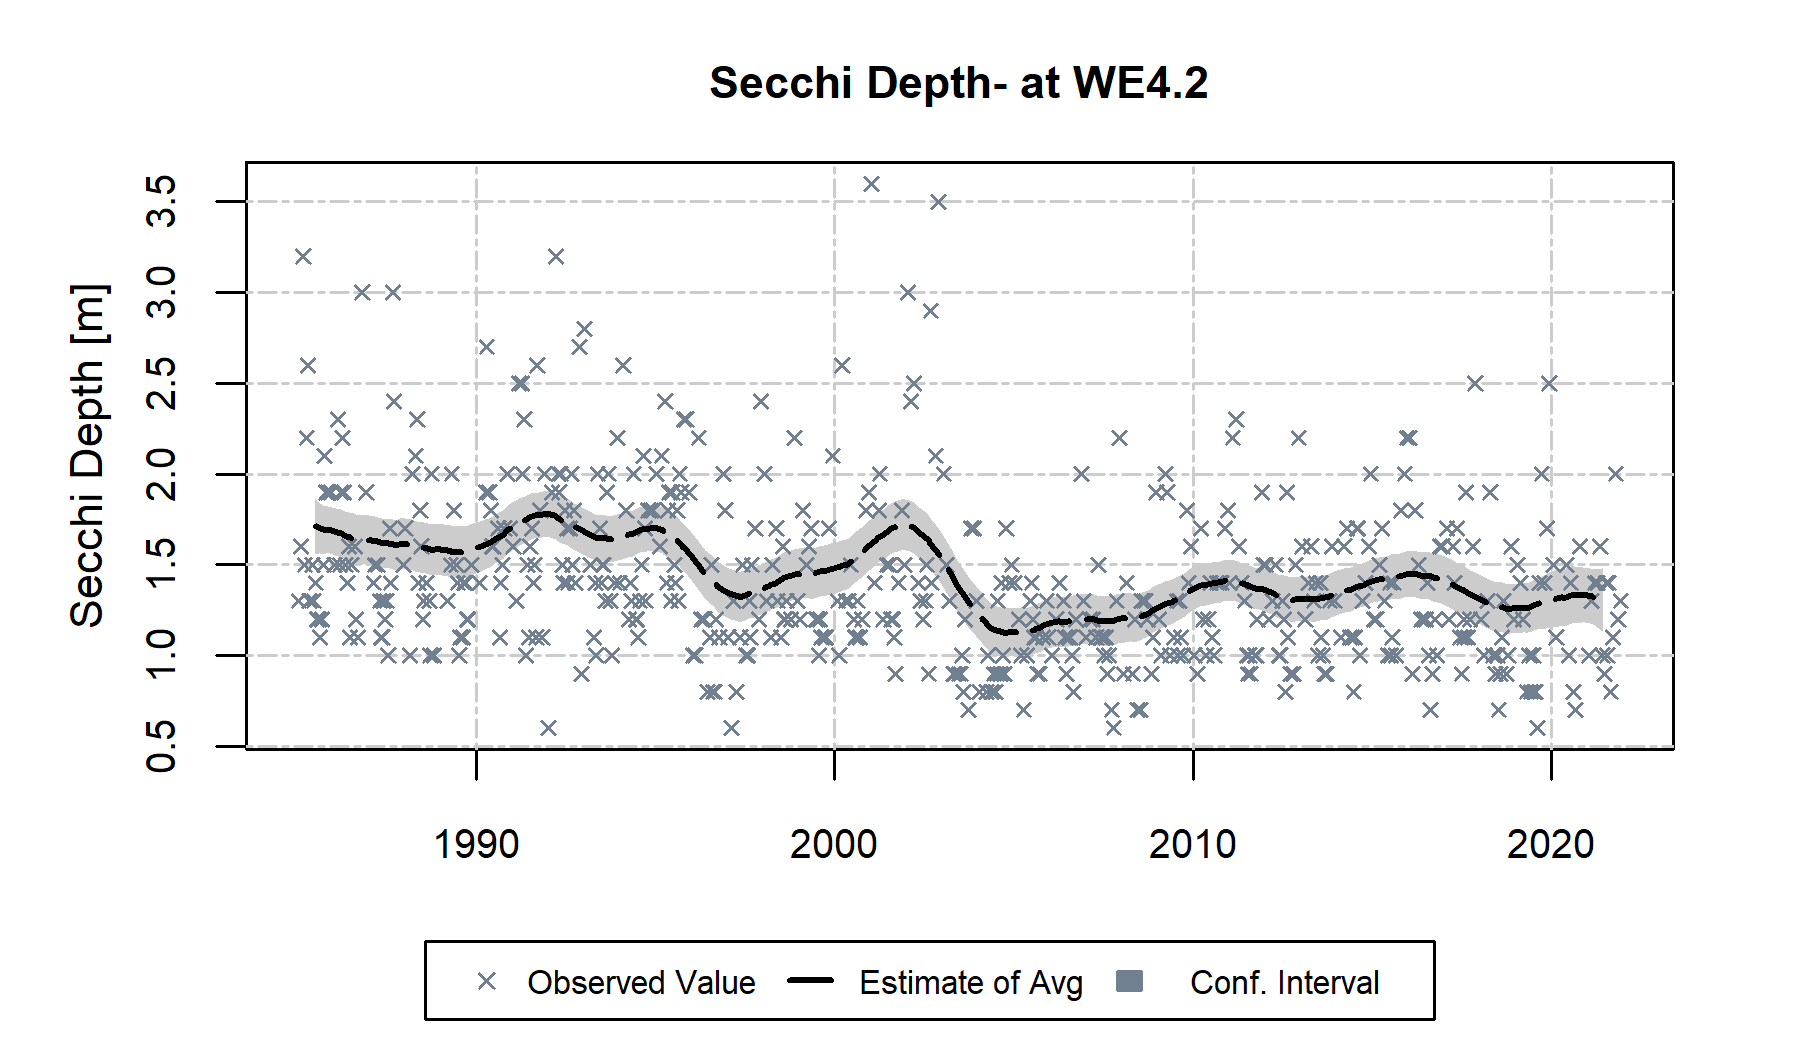 Secchi Depth- at WE4.2
Secchi Depth [m]
3.5
3.0
2.5
2.0
1.5
1.0
0.5
1990 2000 2010 2020
Observed Value Estimate of Avg Conf. Interval